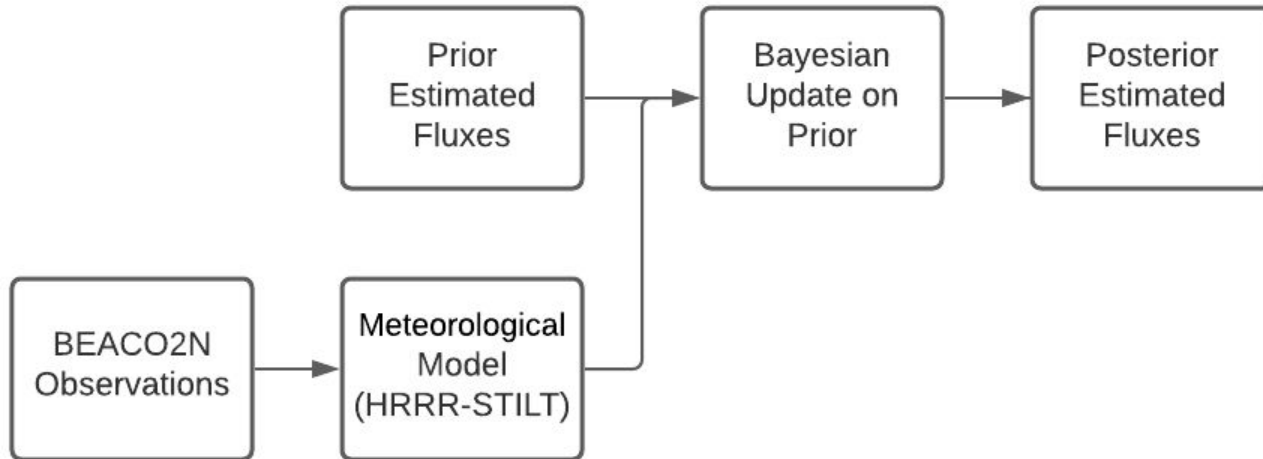 Prior
Estimated
Fluxes
Bayesian
Update on
Prior
Posterior
Estimated
Fluxes
BEACO2N
Observations
Meteorological
Model
(HRRR-STILT)